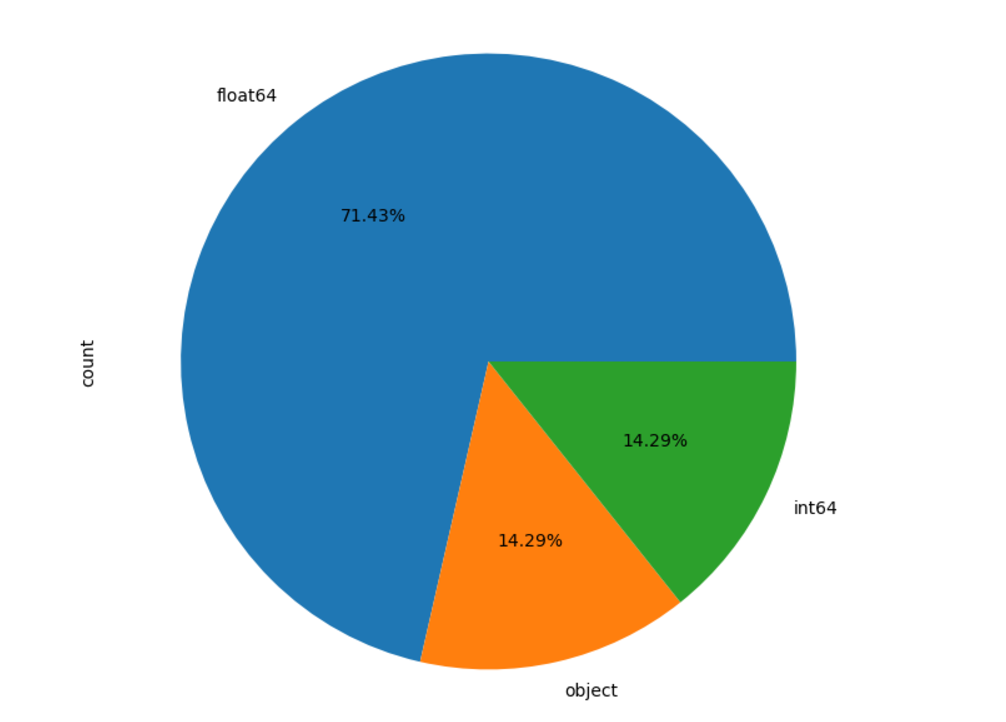 float64
71.43%
count
14.29%
int64
14.29%
object